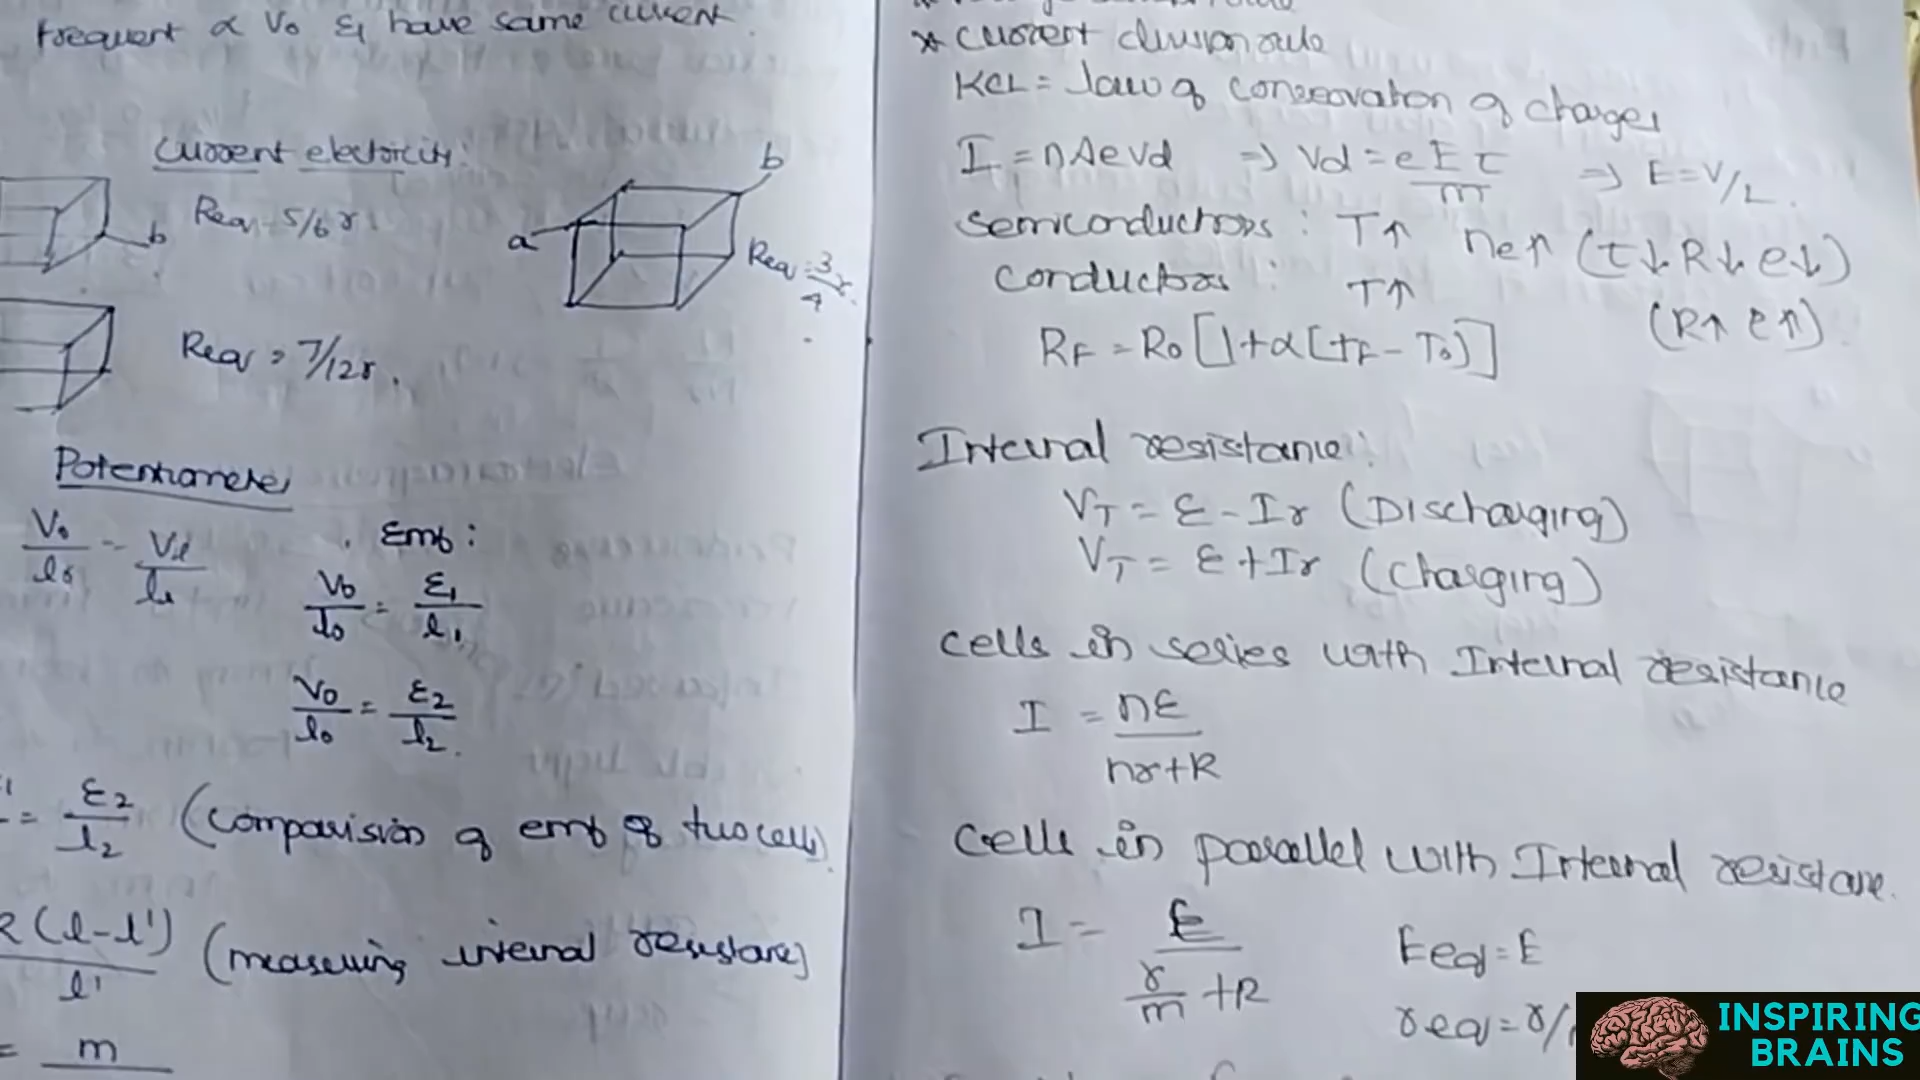 frequent ∝ V₀ ε₁ have same current.
Current electricity:
b
Req = 5/6 r
a
b
Req = 3/4 r.
Req = 7/12 r.
Potentiometer
V₀/l₀ = /l₁
Emf:
V₀/l₀ = ε₁/l₁
V₀/l₀ = ε₂/l₂.
= ε₂/l₂ (comparision of emf of two cells)
R(l-l')/l' (measuring internal resistance)
= m
* Current division rule
KCL = law of conservation of charges
I = nAeVd ⇒ Vd = eEτ/m ⇒ E=V/L.
Semiconductors : T↑ ne↑ (τ↓ R↓ ρ↓)
Conductors : T↑ (R↑ ρ↑)
RF = R0 [1+α[tF - T0)]
Internal resistance:
VT = ε - Ir (Discharging)
VT = ε + Ir (Charging)
Cells in series with Internal resistance
I = nε/nr+R
Cells in parallel with Internal resistance.
I = E/(r/m +R) Eeq = E
req = r/
INSPIRING
BRAINS